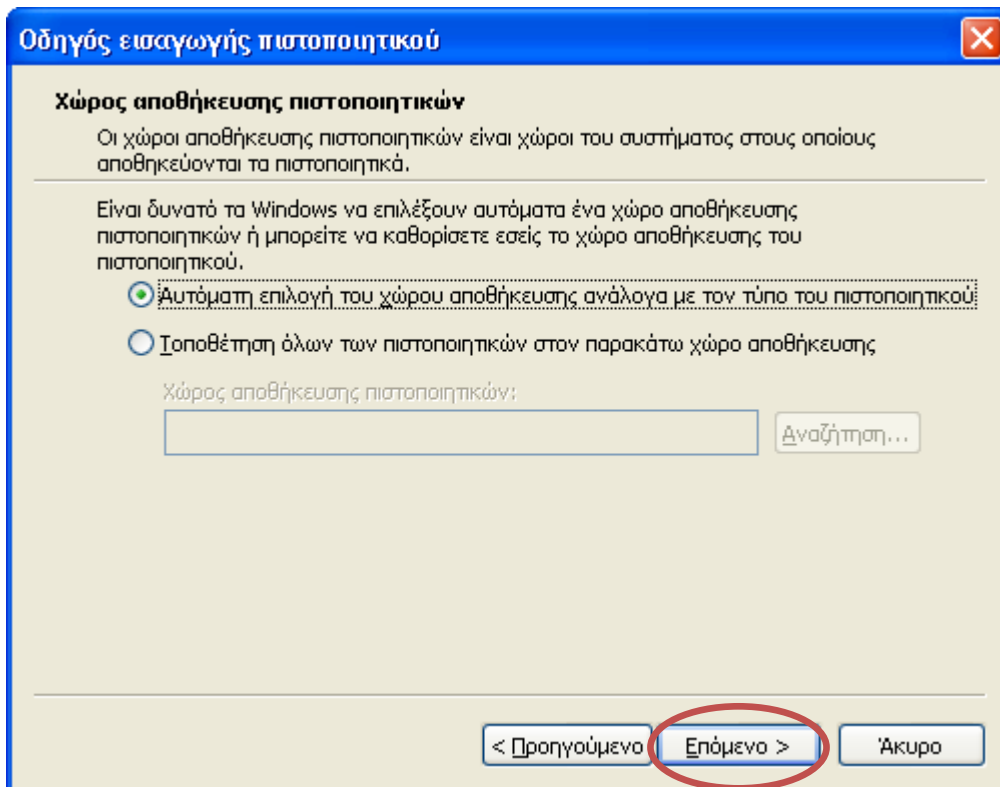 Οδηγός εισαγωγής πιστοποιητικού
Χώρος αποθήκευσης πιστοποιητικών
Οι χώροι αποθήκευσης πιστοποιητικών είναι χώροι του συστήματος στους οποίους
αποθηκεύονται τα πιστοποιητικά.
Είναι δυνατό τα Windows να επιλέξουν αυτόματα ένα χώρο αποθήκευσης
πιστοποιητικών ή μπορείτε να καθορίσετε εσείς το χώρο αποθήκευσης του
πιστοποιητικού.
Αυτόματη επιλογή του χώρου αποθήκευσης ανάλογα με τον τύπο του πιστοποιητικού
Τοποθέτηση όλων των πιστοποιητικών στον παρακάτω χώρο αποθήκευσης
Χώρος αποθήκευσης πιστοποιητικών:
Αναζήτηση...
< Προηγούμενο Επόμενο > Άκυρο